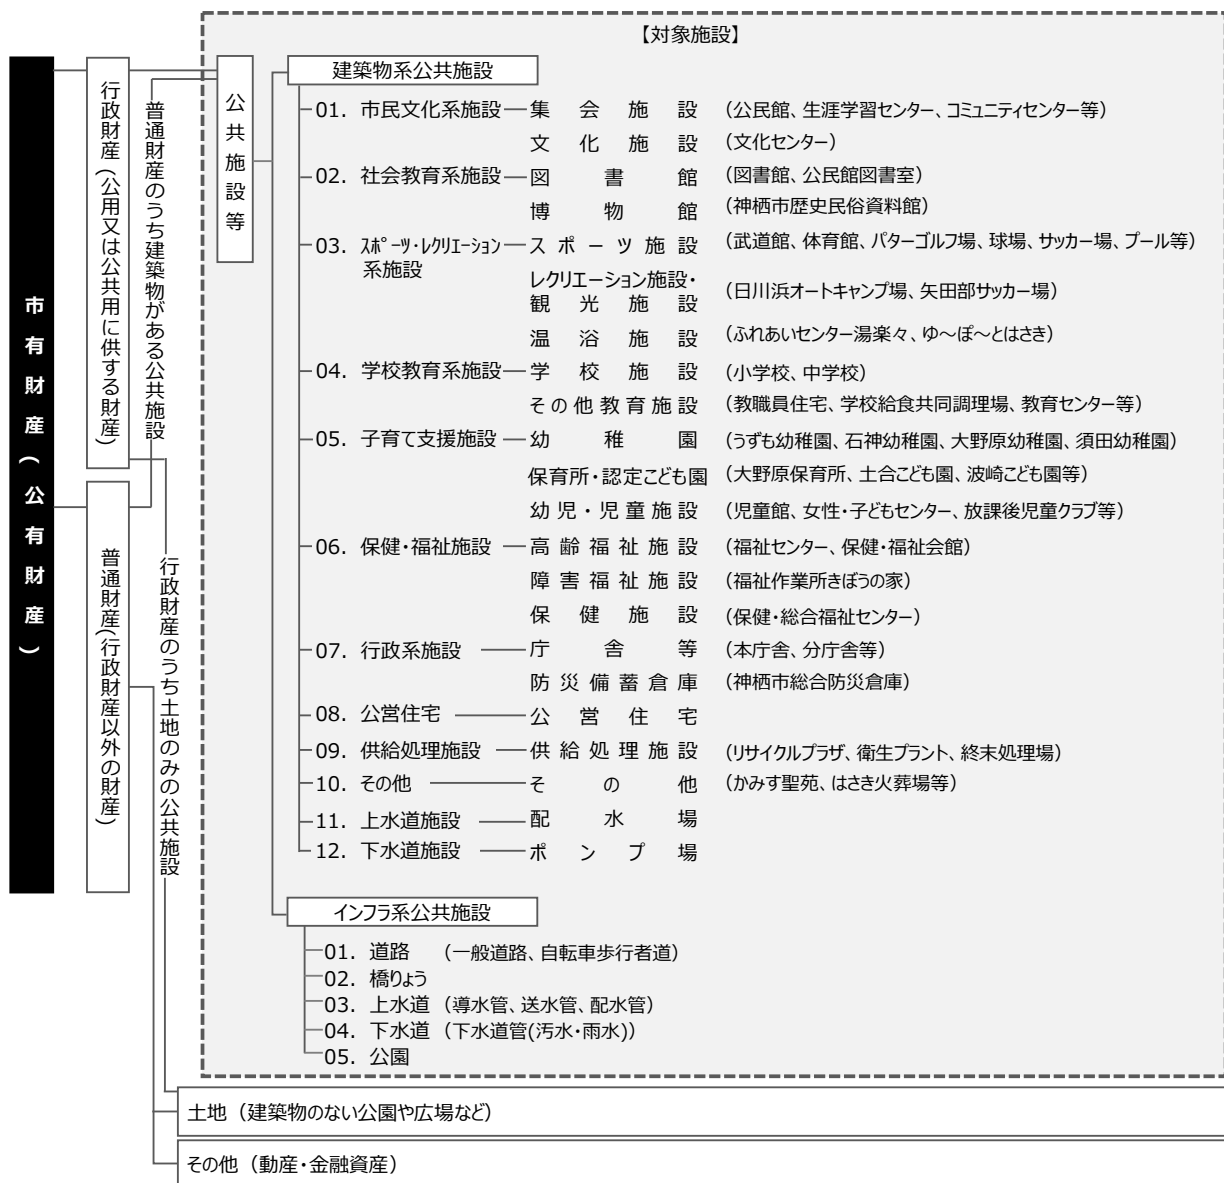 【対象施設】
市有財産(公有財産)
行政財産(公用又は公共用に供する財産)
普通財産のうち建築物がある公共施設
公共施設等
普通財産(行政財産以外の財産)
行政財産のうち土地のみの公共施設
建築物系公共施設
01. 市民文化系施設 集会施設 (公民館、生涯学習センター、コミュニティセンター等)
文化施設 (文化センター)
02. 社会教育系施設 図書館 (図書館、公民館図書室)
博物館 (神栖市歴史民俗資料館)
03. スポーツ・レクリエーション スポーツ施設 (武道館、体育館、パターゴルフ場、球場、サッカー場、プール等)
系施設
レクリエーション施設・
観光施設 (日川浜オートキャンプ場、矢田部サッカー場)
温浴施設 (ふれあいセンター湯楽々、ゆ～ぽ～とはさき)
04. 学校教育系施設 学校施設 (小学校、中学校)
その他教育施設 (教職員住宅、学校給食共同調理場、教育センター等)
05. 子育て支援施設 幼稚園 (うずも幼稚園、石神幼稚園、大野原幼稚園、須田幼稚園)
保育所・認定こども園 (大野原保育所、土合こども園、波崎こども園等)
幼児・児童施設 (児童館、女性・子どもセンター、放課後児童クラブ等)
06. 保健・福祉施設 高齢福祉施設 (福祉センター、保健・福祉会館)
障害福祉施設 (福祉作業所きぼうの家)
保健施設 (保健・総合福祉センター)
07. 行政系施設 庁舎等 (本庁舎、分庁舎等)
防災備蓄倉庫 (神栖市総合防災倉庫)
08. 公営住宅 公営住宅
09. 供給処理施設 供給処理施設 (リサイクルプラザ、衛生プラント、終末処理場)
10. その他 その他 (かみす聖苑、はさき火葬場等)
11. 上水道施設 配水場
12. 下水道施設 ポンプ場
インフラ系公共施設
01. 道路 (一般道路、自転車歩行者道)
02. 橋りょう
03. 上水道 (導水管、送水管、配水管)
04. 下水道 (下水道管(汚水・雨水))
05. 公園
土地 (建築物のない公園や広場など)
その他 (動産・金融資産)